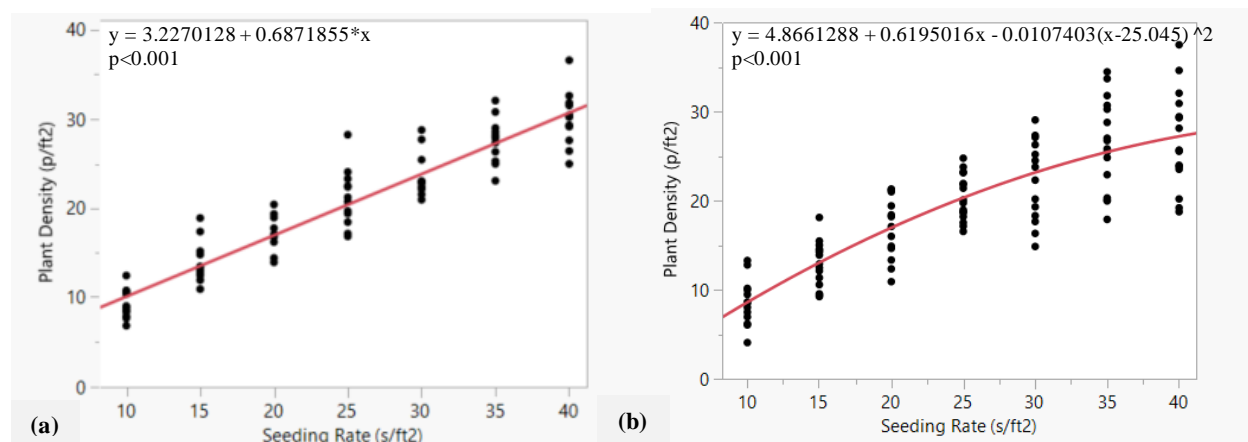 y = 3.2270128 + 0.6871855*x
p<0.001
40
30
20
10
0
Plant Density (p/ft2)
10 15 20 25 30 35 40
Seeding Rate (s/ft2)
(a)
y = 4.8661288 + 0.6195016x - 0.0107403(x-25.045) ^2
p<0.001
40
30
20
10
0
Plant Density (p/ft2)
10 15 20 25 30 35 40
Seeding Rate (s/ft2)
(b)